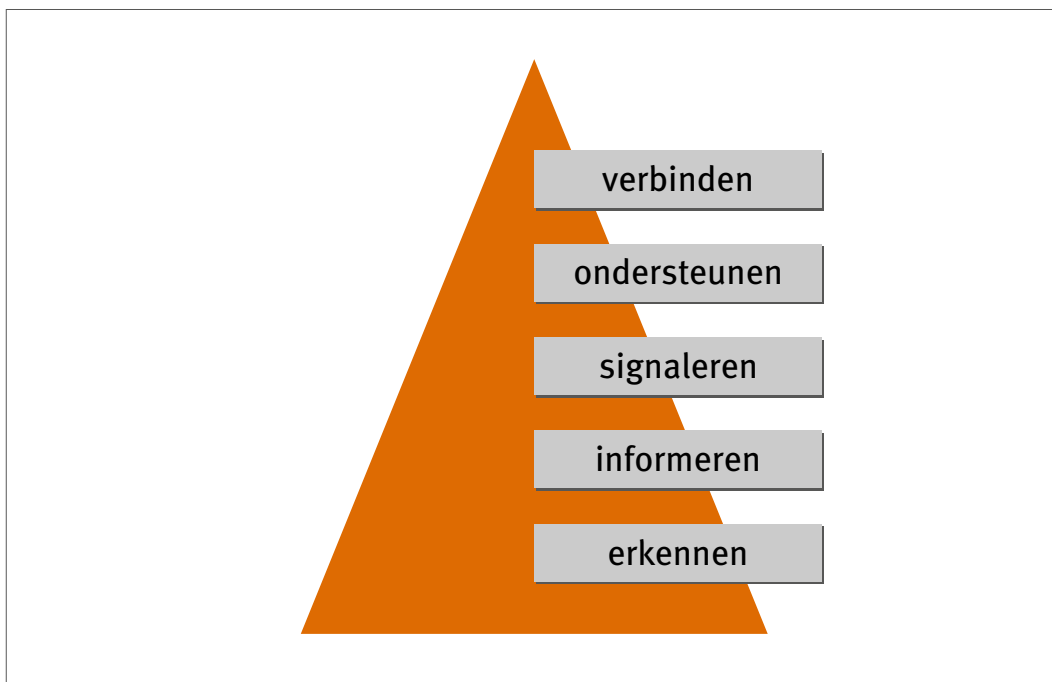 verbinden
ondersteunen
signaleren
informeren
erkennen